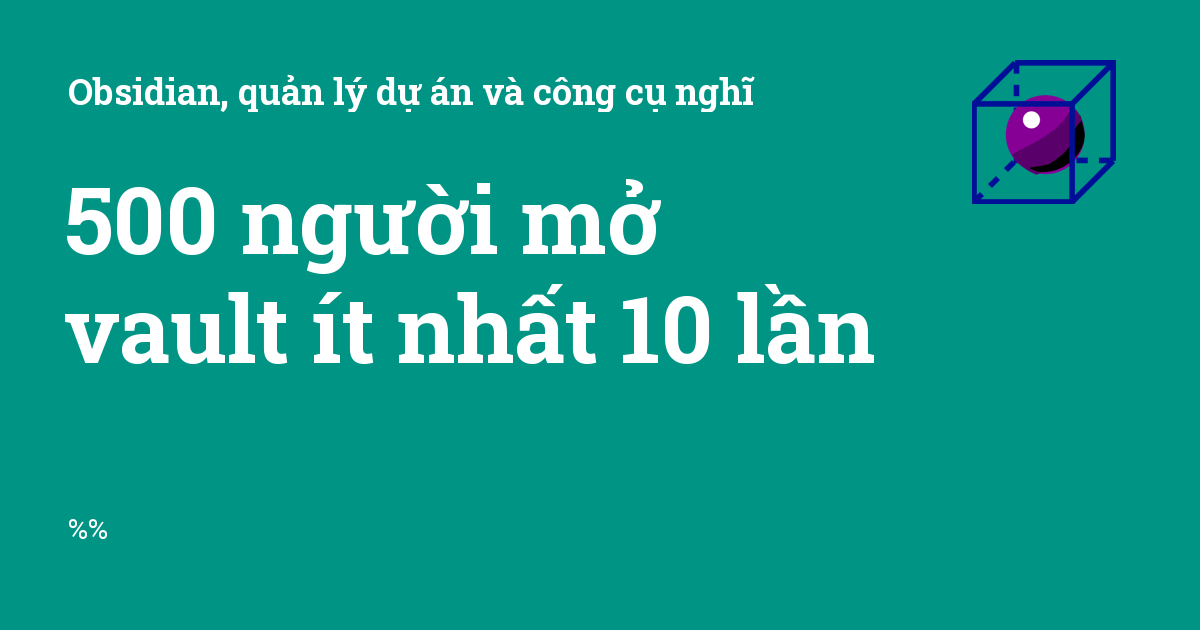 Obsidian, quản lý dự án và công cụ nghĩ
500 người mở
vault ít nhất 10 lần
%%